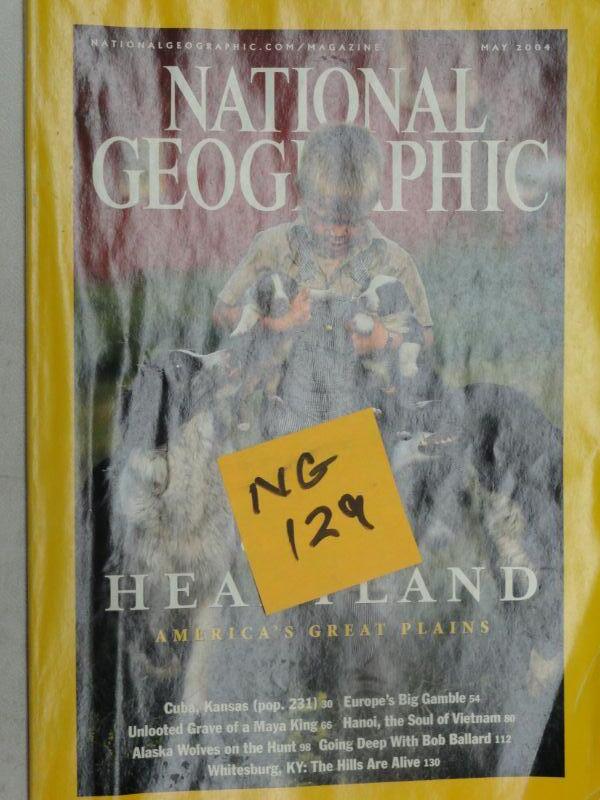 NATIONALGEOGRAPHIC.COM/MAGAZINE MAY 2004
NATIONAL
GEOGRAPHIC
NG
129
HEARTLAND
AMERICA'S GREAT PLAINS
Cuba, Kansas (pop. 231) 30 Europe's Big Gamble 54
Unlooted Grave of a Maya King 66 Hanoi, the Soul of Vietnam 80
Alaska Wolves on the Hunt 98 Going Deep With Bob Ballard 112
Whitesburg, KY: The Hills Are Alive 130